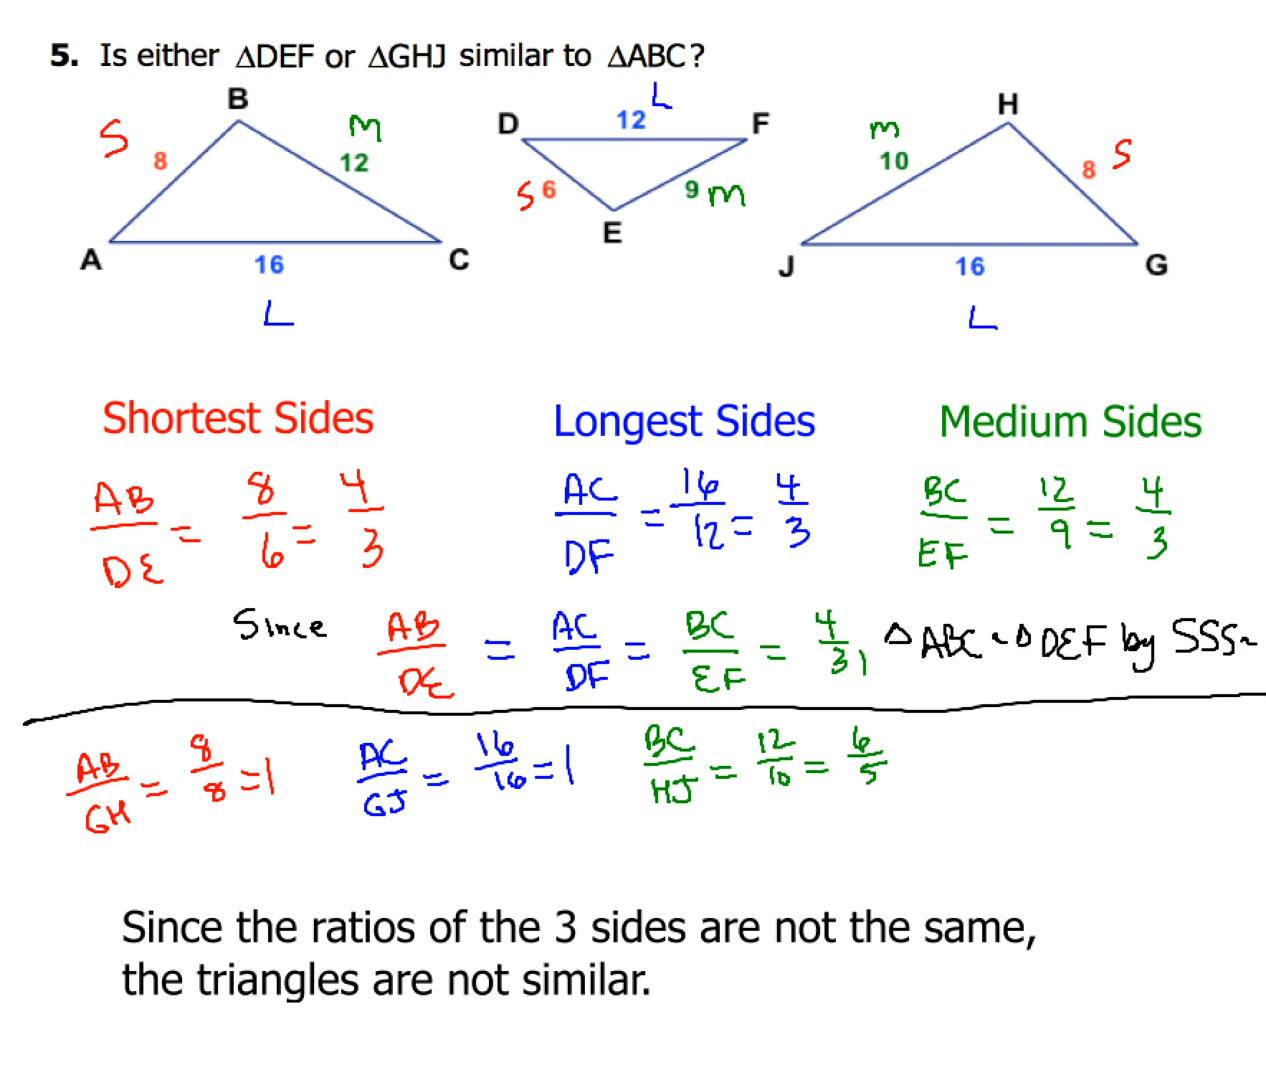 5. Is either ΔDEF or ΔGHJ similar to ΔABC?
B
S
8
M
12
A
16
C
L
D
12
L
F
S 6
9 m
E
H
m
10
8 S
J
16
G
L
Shortest Sides
Longest Sides
Medium Sides
AB/DE = 8/6 = 4/3
AC/DF = 16/12 = 4/3
BC/EF = 12/9 = 4/3
Since AB/DE = AC/DF = BC/EF = 4/3, ΔABC ~ ΔDEF by SSS~
AB/GH = 8/8 = 1
AC/GJ = 16/16 = 1
BC/HJ = 12/10 = 6/5
Since the ratios of the 3 sides are not the same,
the triangles are not similar.